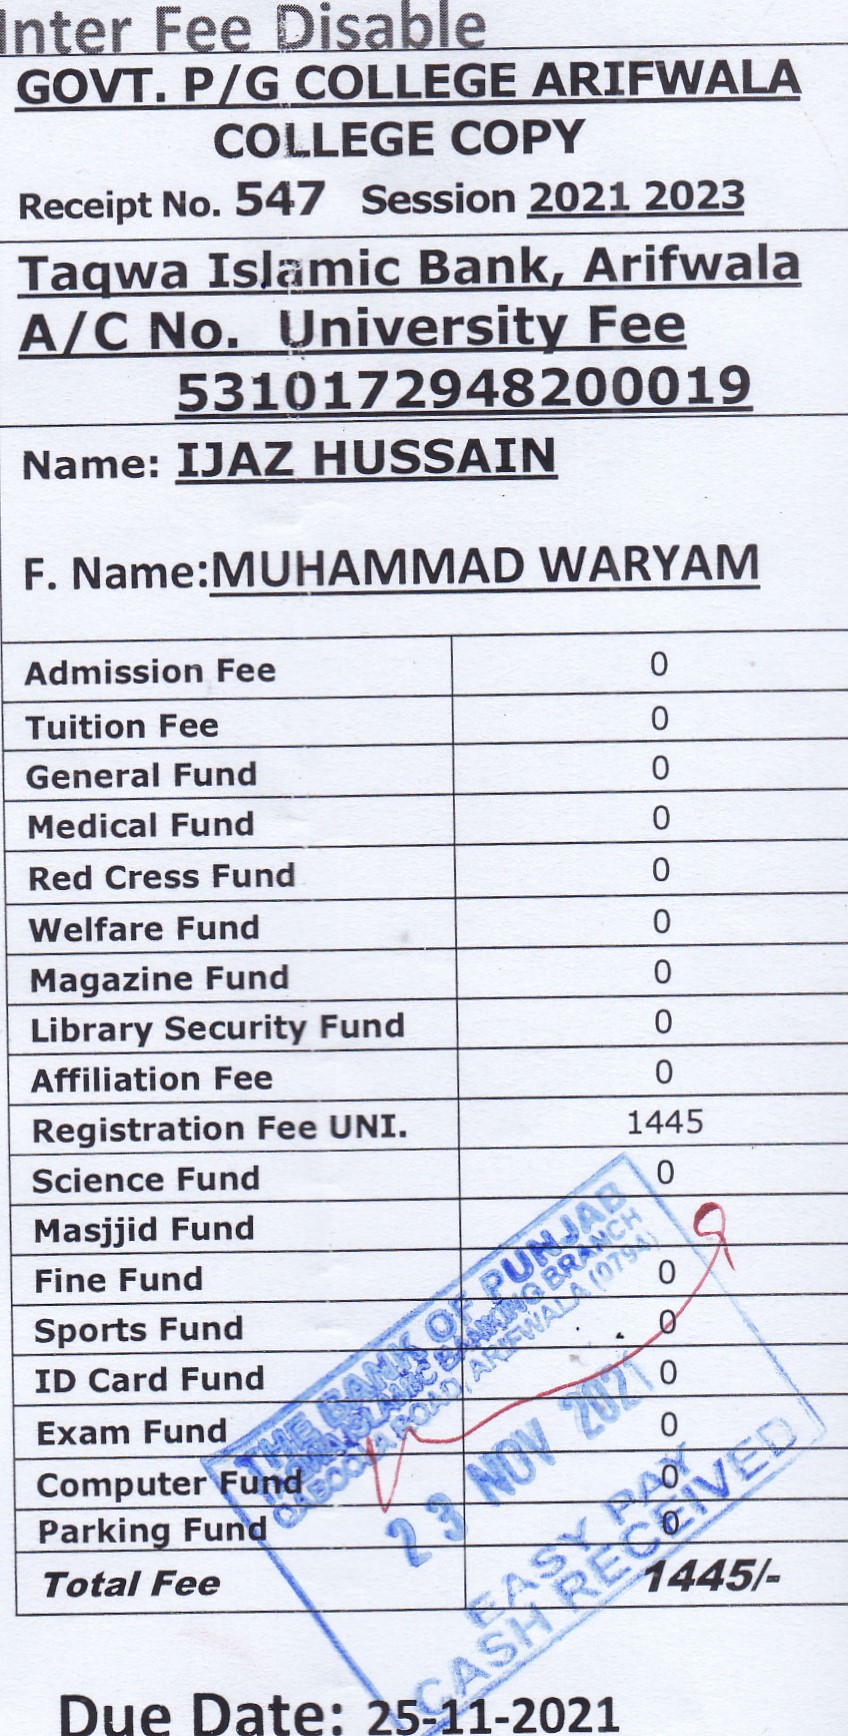 Inter Fee Disable
GOVT. P/G COLLEGE ARIFWALA
COLLEGE COPY
Receipt No. 547 Session 2021 2023
Taqwa Islamic Bank, Arifwala
A/C No. University Fee
5310172948200019
Name: IJAZ HUSSAIN
F. Name:MUHAMMAD WARYAM
Admission Fee 0
Tuition Fee 0
General Fund 0
Medical Fund 0
Red Cress Fund 0
Welfare Fund 0
Magazine Fund 0
Library Security Fund 0
Affiliation Fee 0
Registration Fee UNI. 1445
Science Fund 0
Masjjid Fund
Fine Fund 0
Sports Fund 0
ID Card Fund 0
Exam Fund 0
Computer Fund 0
Parking Fund 0
Total Fee 1445/-
THE BANK OF PUNJAB
ISLAMIC BANKING BRANCH
ROAD, ARIFWALA (0794)
23 NOV 2021
EASY PAY
CASH RECEIVED
Due Date: 25-11-2021